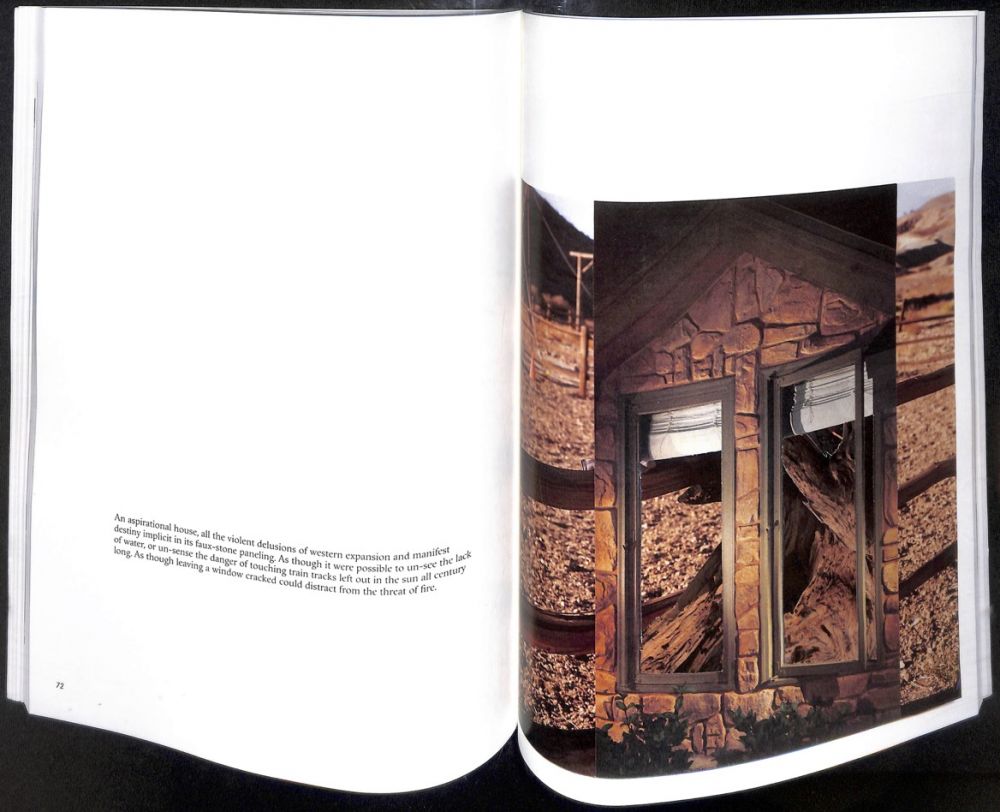 An aspirational house, all the violent delusions of western expansion and manifest
destiny implicit in its faux-stone paneling. As though it were possible to un-see the lack
of water, or un-sense the danger of touching train tracks left out in the sun all century
long. As though leaving a window cracked could distract from the threat of fire.
72